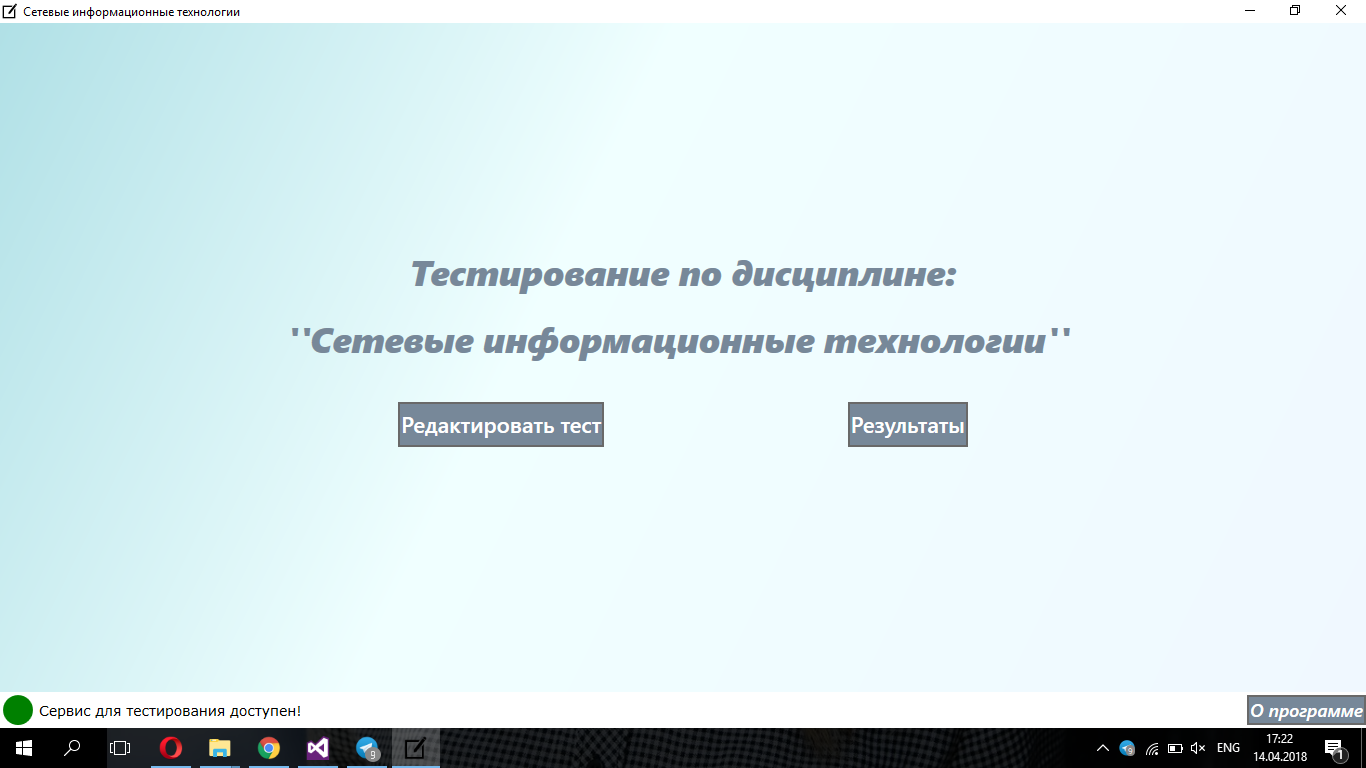 Сетевые информационные технологии
Тестирование по дисциплине:
''Сетевые информационные технологии''
Редактировать тест
Результаты
Сервис для тестирования доступен!
О программе
9
9
ENG
17:22
14.04.2018
1